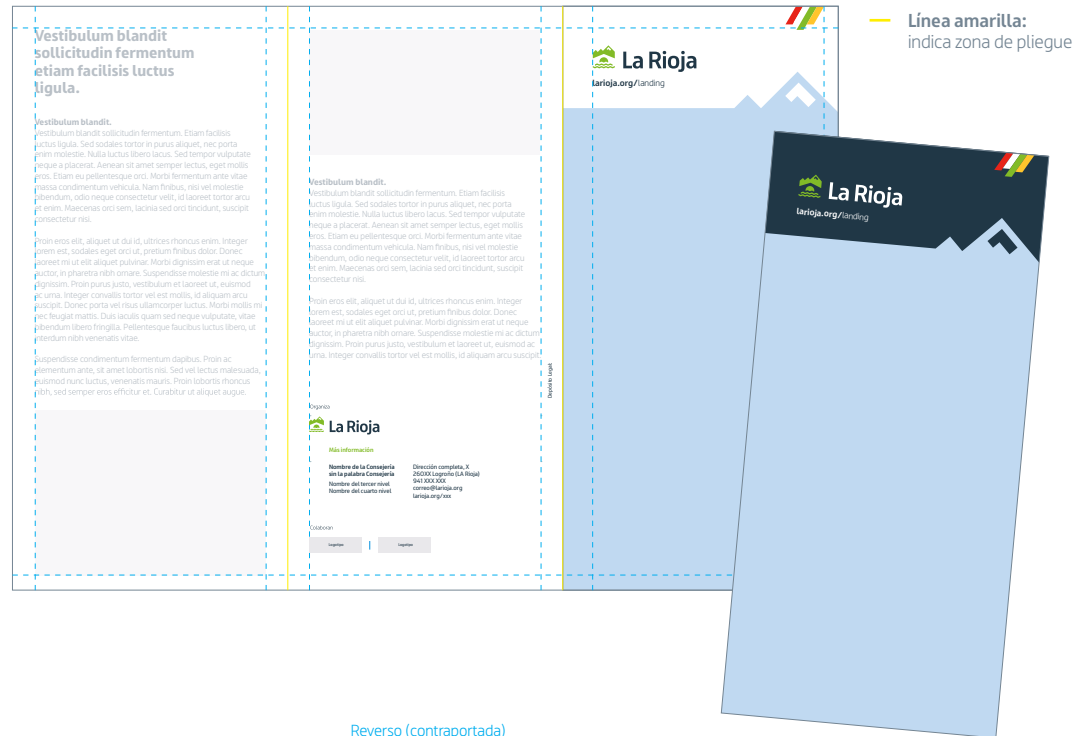 Vestibulum blandit
sollicitudin fermentum
etiam facilisis luctus
ligula.
Vestibulum blandit.
Vestibulum blandit sollicitudin fermentum. Etiam facilisis
luctus ligula. Sed sodales tortor in purus aliquet, nec porta
enim molestie. Nulla luctus libero lacus. Sed tempor vulputate
neque a placerat. Aenean sit amet semper lectus, eget mollis
eros. Etiam eu pellentesque orci. Morbi fermentum ante vitae
massa condimentum vehicula. Nam finibus, nisi vel molestie
bibendum, odio neque consectetur velit, id laoreet tortor arcu
et enim. Maecenas orci sem, lacinia sed orci tincidunt, suscipit
consectetur nisi.
Proin eros elit, aliquet ut dui id, ultrices rhoncus enim. Integer
lorem est, sodales eget orci ut, pretium finibus dolor. Donec
laoreet mi ut elit aliquet pulvinar. Morbi dignissim erat ut neque
auctor, in pharetra nibh ornare. Suspendisse molestie mi ac dictum
dignissim. Proin purus justo, vestibulum et laoreet ut, euismod
ac urna. Integer convallis tortor vel est mollis, id aliquam arcu
suscipit. Donec porta vel risus ullamcorper luctus. Morbi mollis mi
nec feugiat mattis. Duis iaculis quam sed neque vulputate, vitae
bibendum libero fringilla. Pellentesque faucibus luctus libero, ut
interdum nibh venenatis vitae.
Suspendisse condimentum fermentum dapibus. Proin ac
elementum ante, sit amet lobortis nisi. Sed vel lectus malesuada,
euismod nunc luctus, venenatis mauris. Proin lobortis rhoncus
nibh, sed semper eros efficitur et. Curabitur ut aliquet augue.
Vestibulum blandit.
Vestibulum blandit sollicitudin fermentum. Etiam facilisis
luctus ligula. Sed sodales tortor in purus aliquet, nec porta
enim molestie. Nulla luctus libero lacus. Sed tempor vulputate
neque a placerat. Aenean sit amet semper lectus, eget mollis
eros. Etiam eu pellentesque orci. Morbi fermentum ante vitae
massa condimentum vehicula. Nam finibus, nisi vel molestie
bibendum, odio neque consectetur velit, id laoreet tortor arcu
et enim. Maecenas orci sem, lacinia sed orci tincidunt, suscipit
consectetur nisi.
Proin eros elit, aliquet ut dui id, ultrices rhoncus enim. Integer
lorem est, sodales eget orci ut, pretium finibus dolor. Donec
laoreet mi ut elit aliquet pulvinar. Morbi dignissim erat ut neque
auctor, in pharetra nibh ornare. Suspendisse molestie mi ac dictum
dignissim. Proin purus justo, vestibulum et laoreet ut, euismod ac
urna. Integer convallis tortor vel est mollis, id aliquam arcu suscipit.
Depósito Legal:
Organiza
La Rioja
Más información
Nombre de la Consejería
sin la palabra Consejería
Nombre del tercer nivel
Nombre del cuarto nivel
Dirección completa, X
260XX Logroño (LA Rioja)
941 XXX XXX
correo@larioja.org
larioja.org/xxx
Colaboran
Logotipo
Logotipo
La Rioja
larioja.org/landing
La Rioja
larioja.org/landing
Línea amarilla:
indica zona de pliegue
Reverso (contraportada)